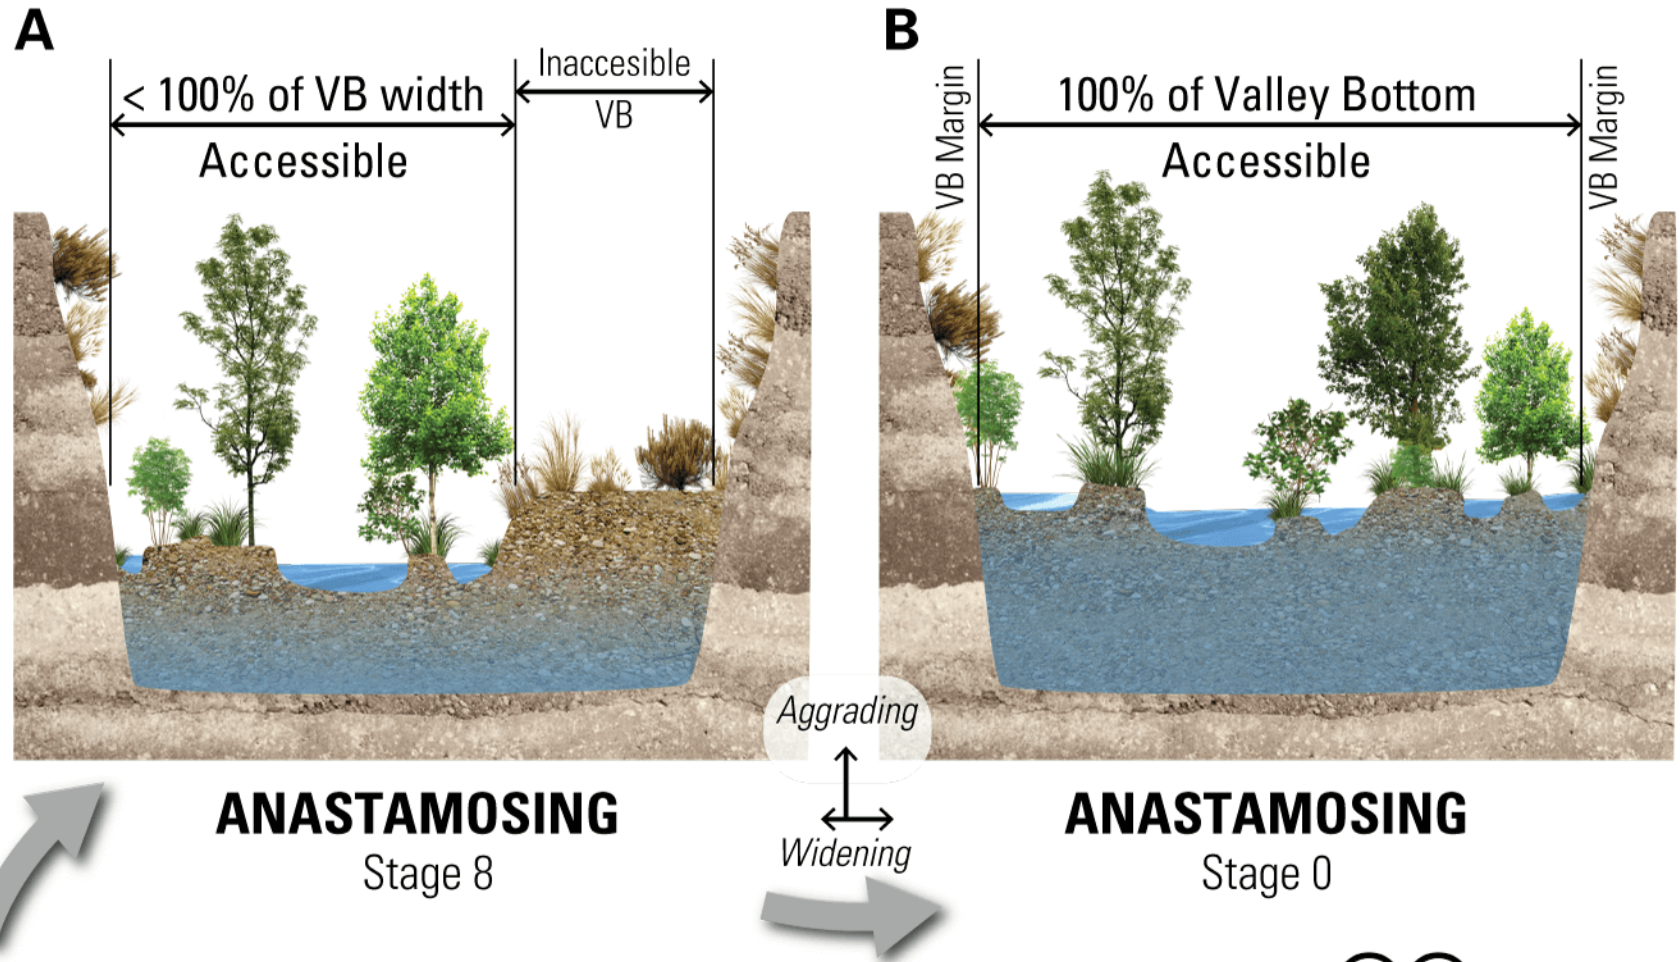 A
< 100% of VB width
Accessible
Inaccesible
VB
B
VB Margin
100% of Valley Bottom
Accessible
VB Margin
Aggrading
Widening
ANASTAMOSING
Stage 8
ANASTAMOSING
Stage 0